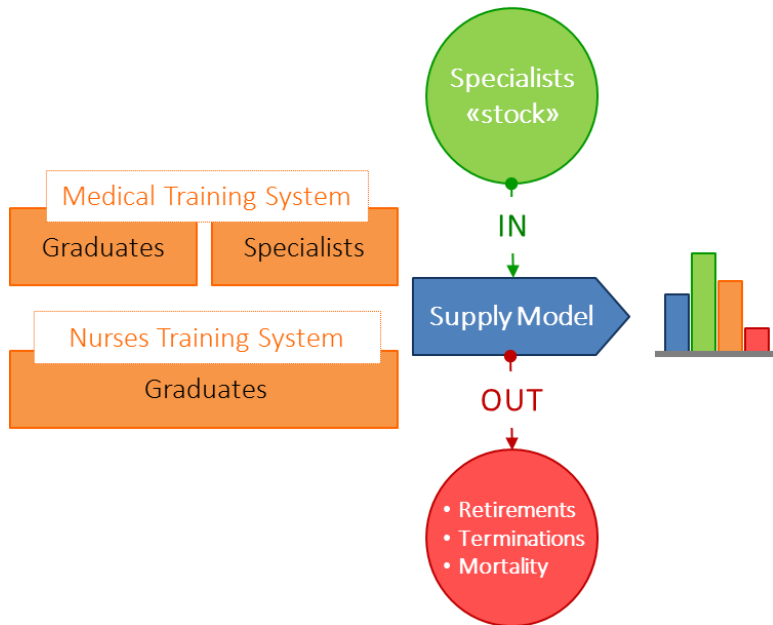 Specialists
«stock»
Medical Training System
Graduates
Specialists
IN
Supply Model
Nurses Training System
Graduates
OUT
• Retirements
• Terminations
• Mortality